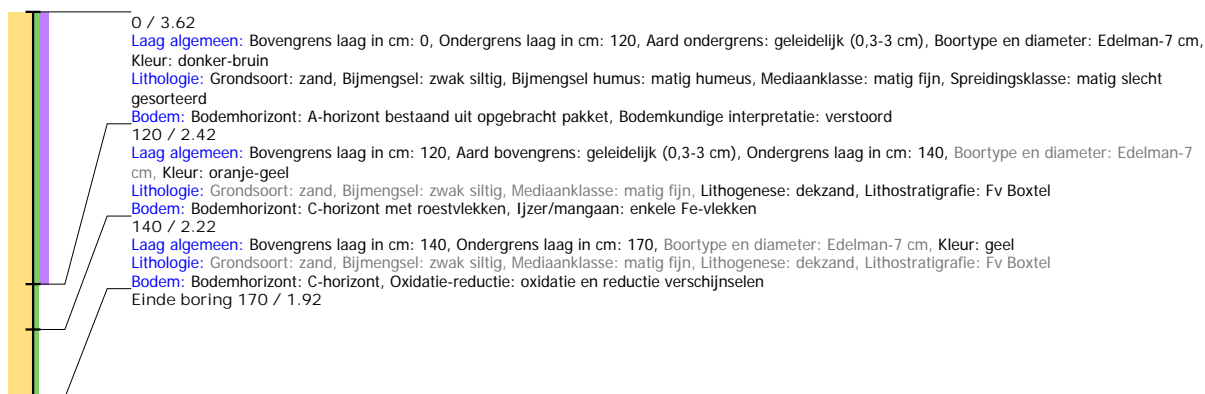 0 / 3.62
Laag algemeen: Bovengrens laag in cm: 0, Ondergrens laag in cm: 120, Aard ondergrens: geleidelijk (0,3-3 cm), Boortype en diameter: Edelman-7 cm,
Kleur: donker-bruin
Lithologie: Grondsoort: zand, Bijmengsel: zwak siltig, Bijmengsel humus: matig humeus, Mediaanklasse: matig fijn, Spreidingsklasse: matig slecht
gesorteerd
Bodem: Bodemhorizont: A-horizont bestaand uit opgebracht pakket, Bodemkundige interpretatie: verstoord
120 / 2.42
Laag algemeen: Bovengrens laag in cm: 120, Aard bovengrens: geleidelijk (0,3-3 cm), Ondergrens laag in cm: 140, Boortype en diameter: Edelman-7
cm, Kleur: oranje-geel
Lithologie: Grondsoort: zand, Bijmengsel: zwak siltig, Mediaanklasse: matig fijn, Lithogenese: dekzand, Lithostratigrafie: Fv Boxtel
Bodem: Bodemhorizont: C-horizont met roestvlekken, Ijzer/mangaan: enkele Fe-vlekken
140 / 2.22
Laag algemeen: Bovengrens laag in cm: 140, Ondergrens laag in cm: 170, Boortype en diameter: Edelman-7 cm, Kleur: geel
Lithologie: Grondsoort: zand, Bijmengsel: zwak siltig, Mediaanklasse: matig fijn, Lithogenese: dekzand, Lithostratigrafie: Fv Boxtel
Bodem: Bodemhorizont: C-horizont, Oxidatie-reductie: oxidatie en reductie verschijnselen
Einde boring 170 / 1.92